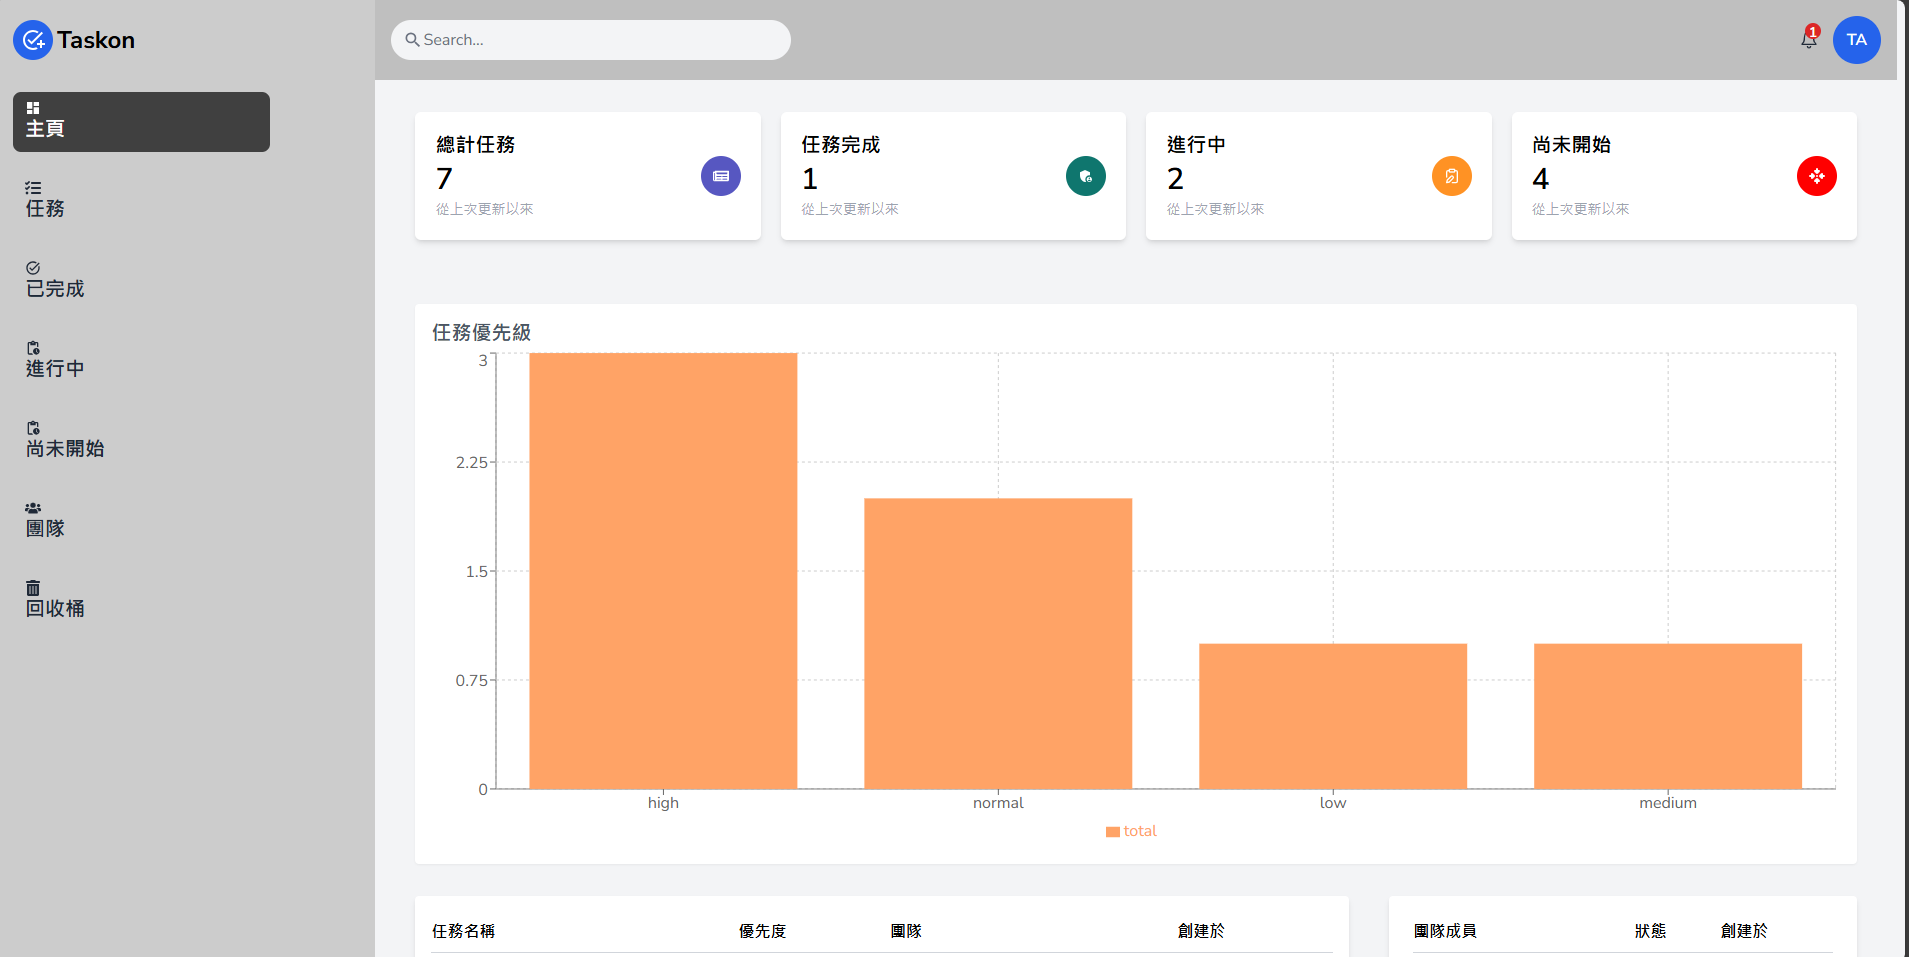 Taskon
主頁
任務
已完成
進行中
尚未開始
團隊
回收桶
Search...
1
TA
總計任務
7
從上次更新以來
任務完成
1
從上次更新以來
進行中
2
從上次更新以來
尚未開始
4
從上次更新以來
任務優先級
3
2.25
1.5
0.75
0
high normal low medium
total
任務名稱 優先度 團隊 創建於
團隊成員 狀態 創建於